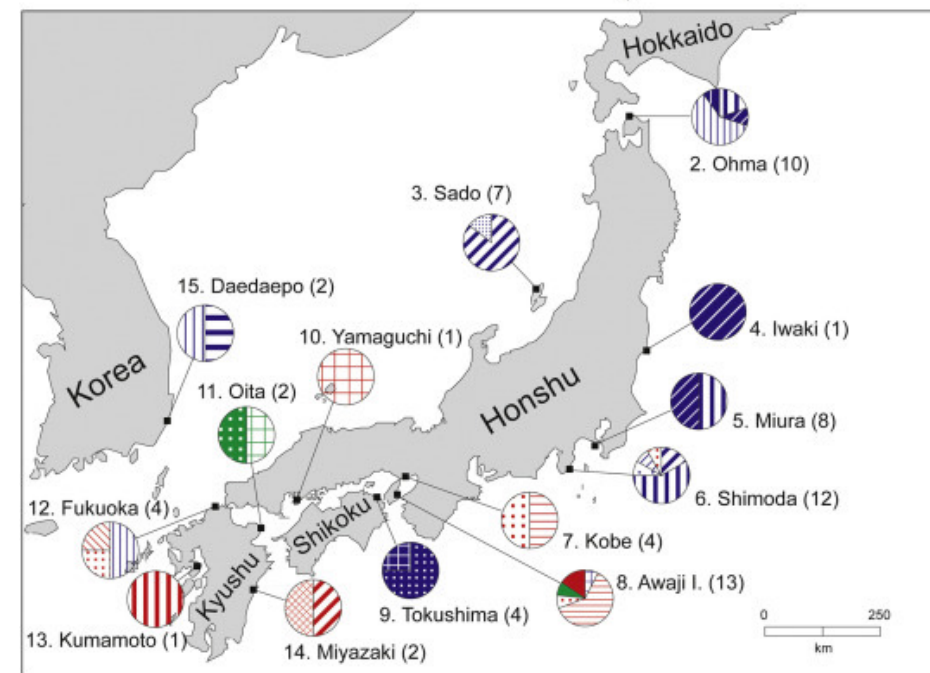 Hokkaido
2. Ohma (10)
3. Sado (7)
15. Daedaepo (2)
4. Iwaki (1)
10. Yamaguchi (1)
Korea
11. Oita (2)
Honshu
5. Miura (8)
6. Shimoda (12)
12. Fukuoka (4)
Shikoku
7. Kobe (4)
Kyushu
8. Awaji I. (13)
9. Tokushima (4)
13. Kumamoto (1)
14. Miyazaki (2)
0 250
km